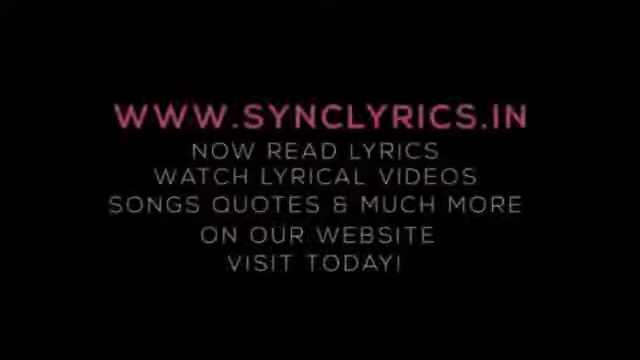 WWW.SYNCLYRICS.IN
NOW READ LYRICS
WATCH LYRICAL VIDEOS
SONGS QUOTES & MUCH MORE
ON OUR WEBSITE
VISIT TODAY!